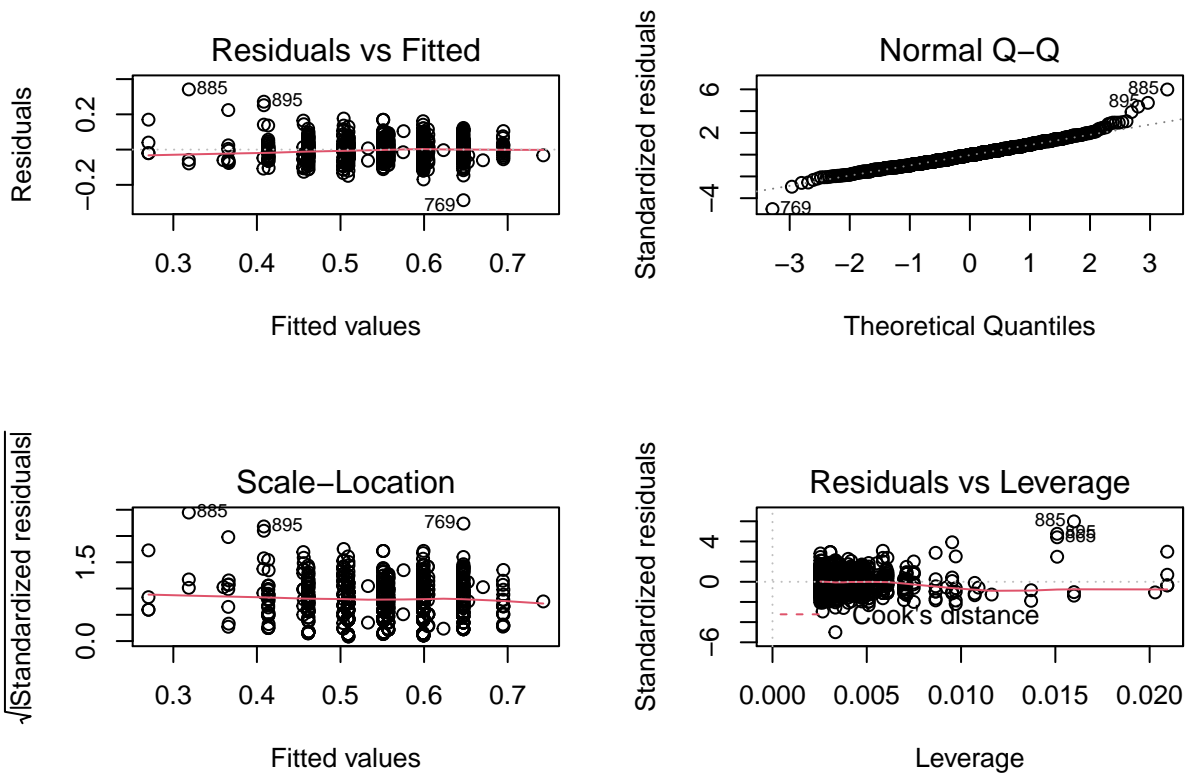 Residuals vs Fitted
Residuals
0.2
−0.2
885
895
769
0.3 0.4 0.5 0.6 0.7
Fitted values
Normal Q−Q
Standardized residuals
6
2
−4
885
895
769
−3 −2 −1 0 1 2 3
Theoretical Quantiles
Scale−Location
√|Standardized residuals|
1.5
0.0
885
895
769
0.3 0.4 0.5 0.6 0.7
Fitted values
Residuals vs Leverage
Standardized residuals
4
0
−6
885
Cook's distance
0.000 0.005 0.010 0.015 0.020
Leverage